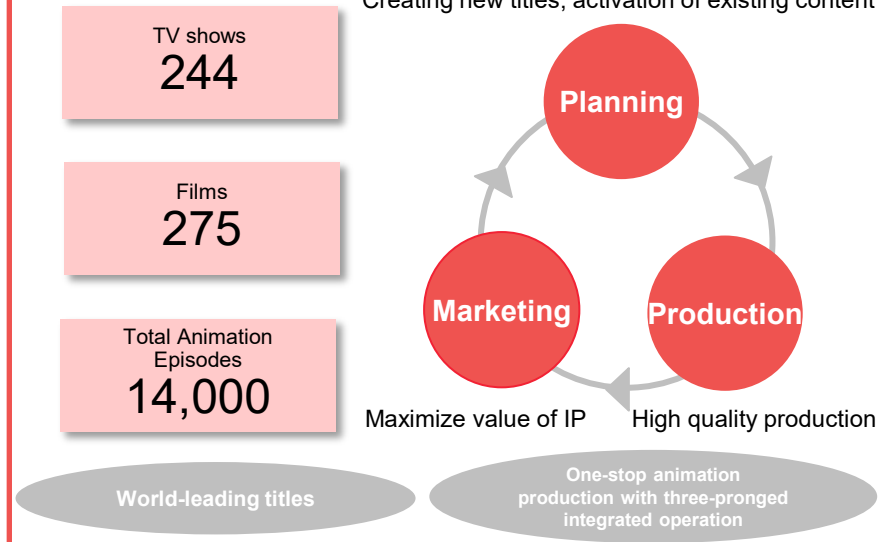 Creating new titles, activation of existing content
TV shows
244
Films
275
Total Animation
Episodes
14,000
Planning
Marketing
Production
Maximize value of IP
High quality production
World-leading titles
One-stop animation
production with three-pronged
integrated operation